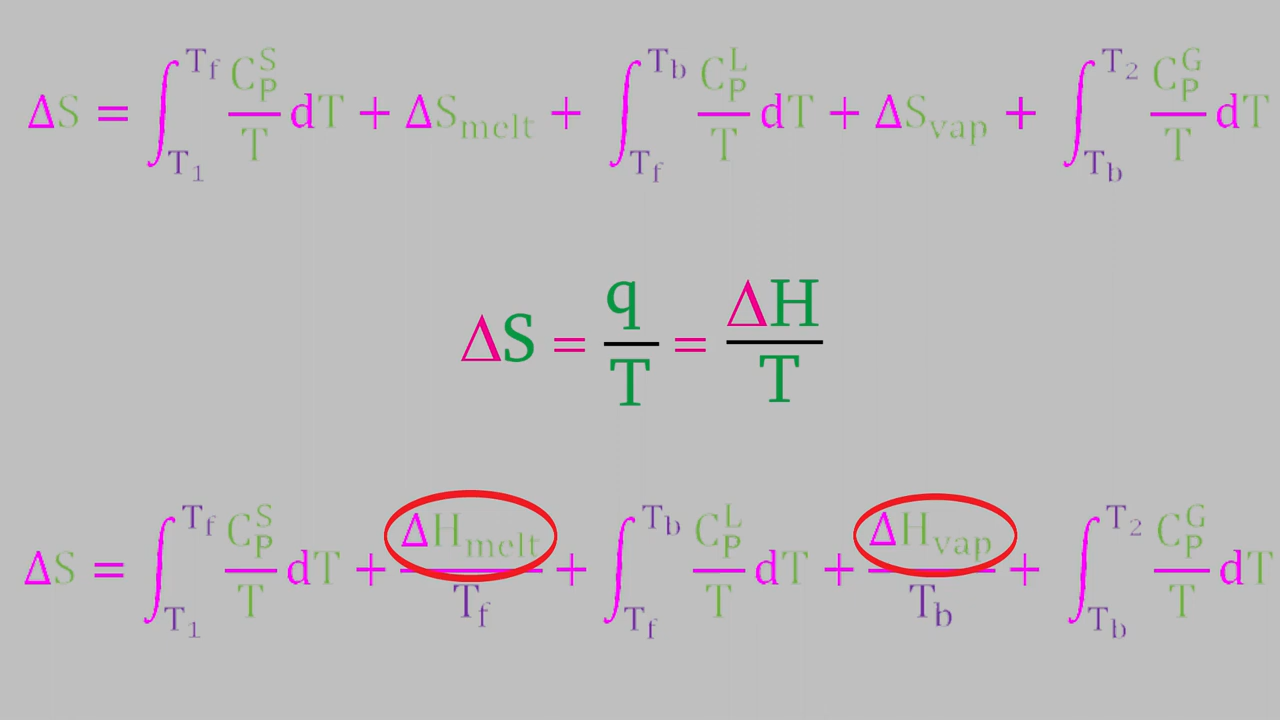 ΔS = ∫_{T₁}^{T_f} C_P^S/T dT + ΔS_melt + ∫_{T_f}^{T_b} C_P^L/T dT + ΔS_vap + ∫_{T_b}^{T₂} C_P^G/T dT
ΔS = q/T = ΔH/T
ΔS = ∫_{T₁}^{T_f} C_P^S/T dT + ΔH_melt/T_f + ∫_{T_f}^{T_b} C_P^L/T dT + ΔH_vap/T_b + ∫_{T_b}^{T₂} C_P^G/T dT